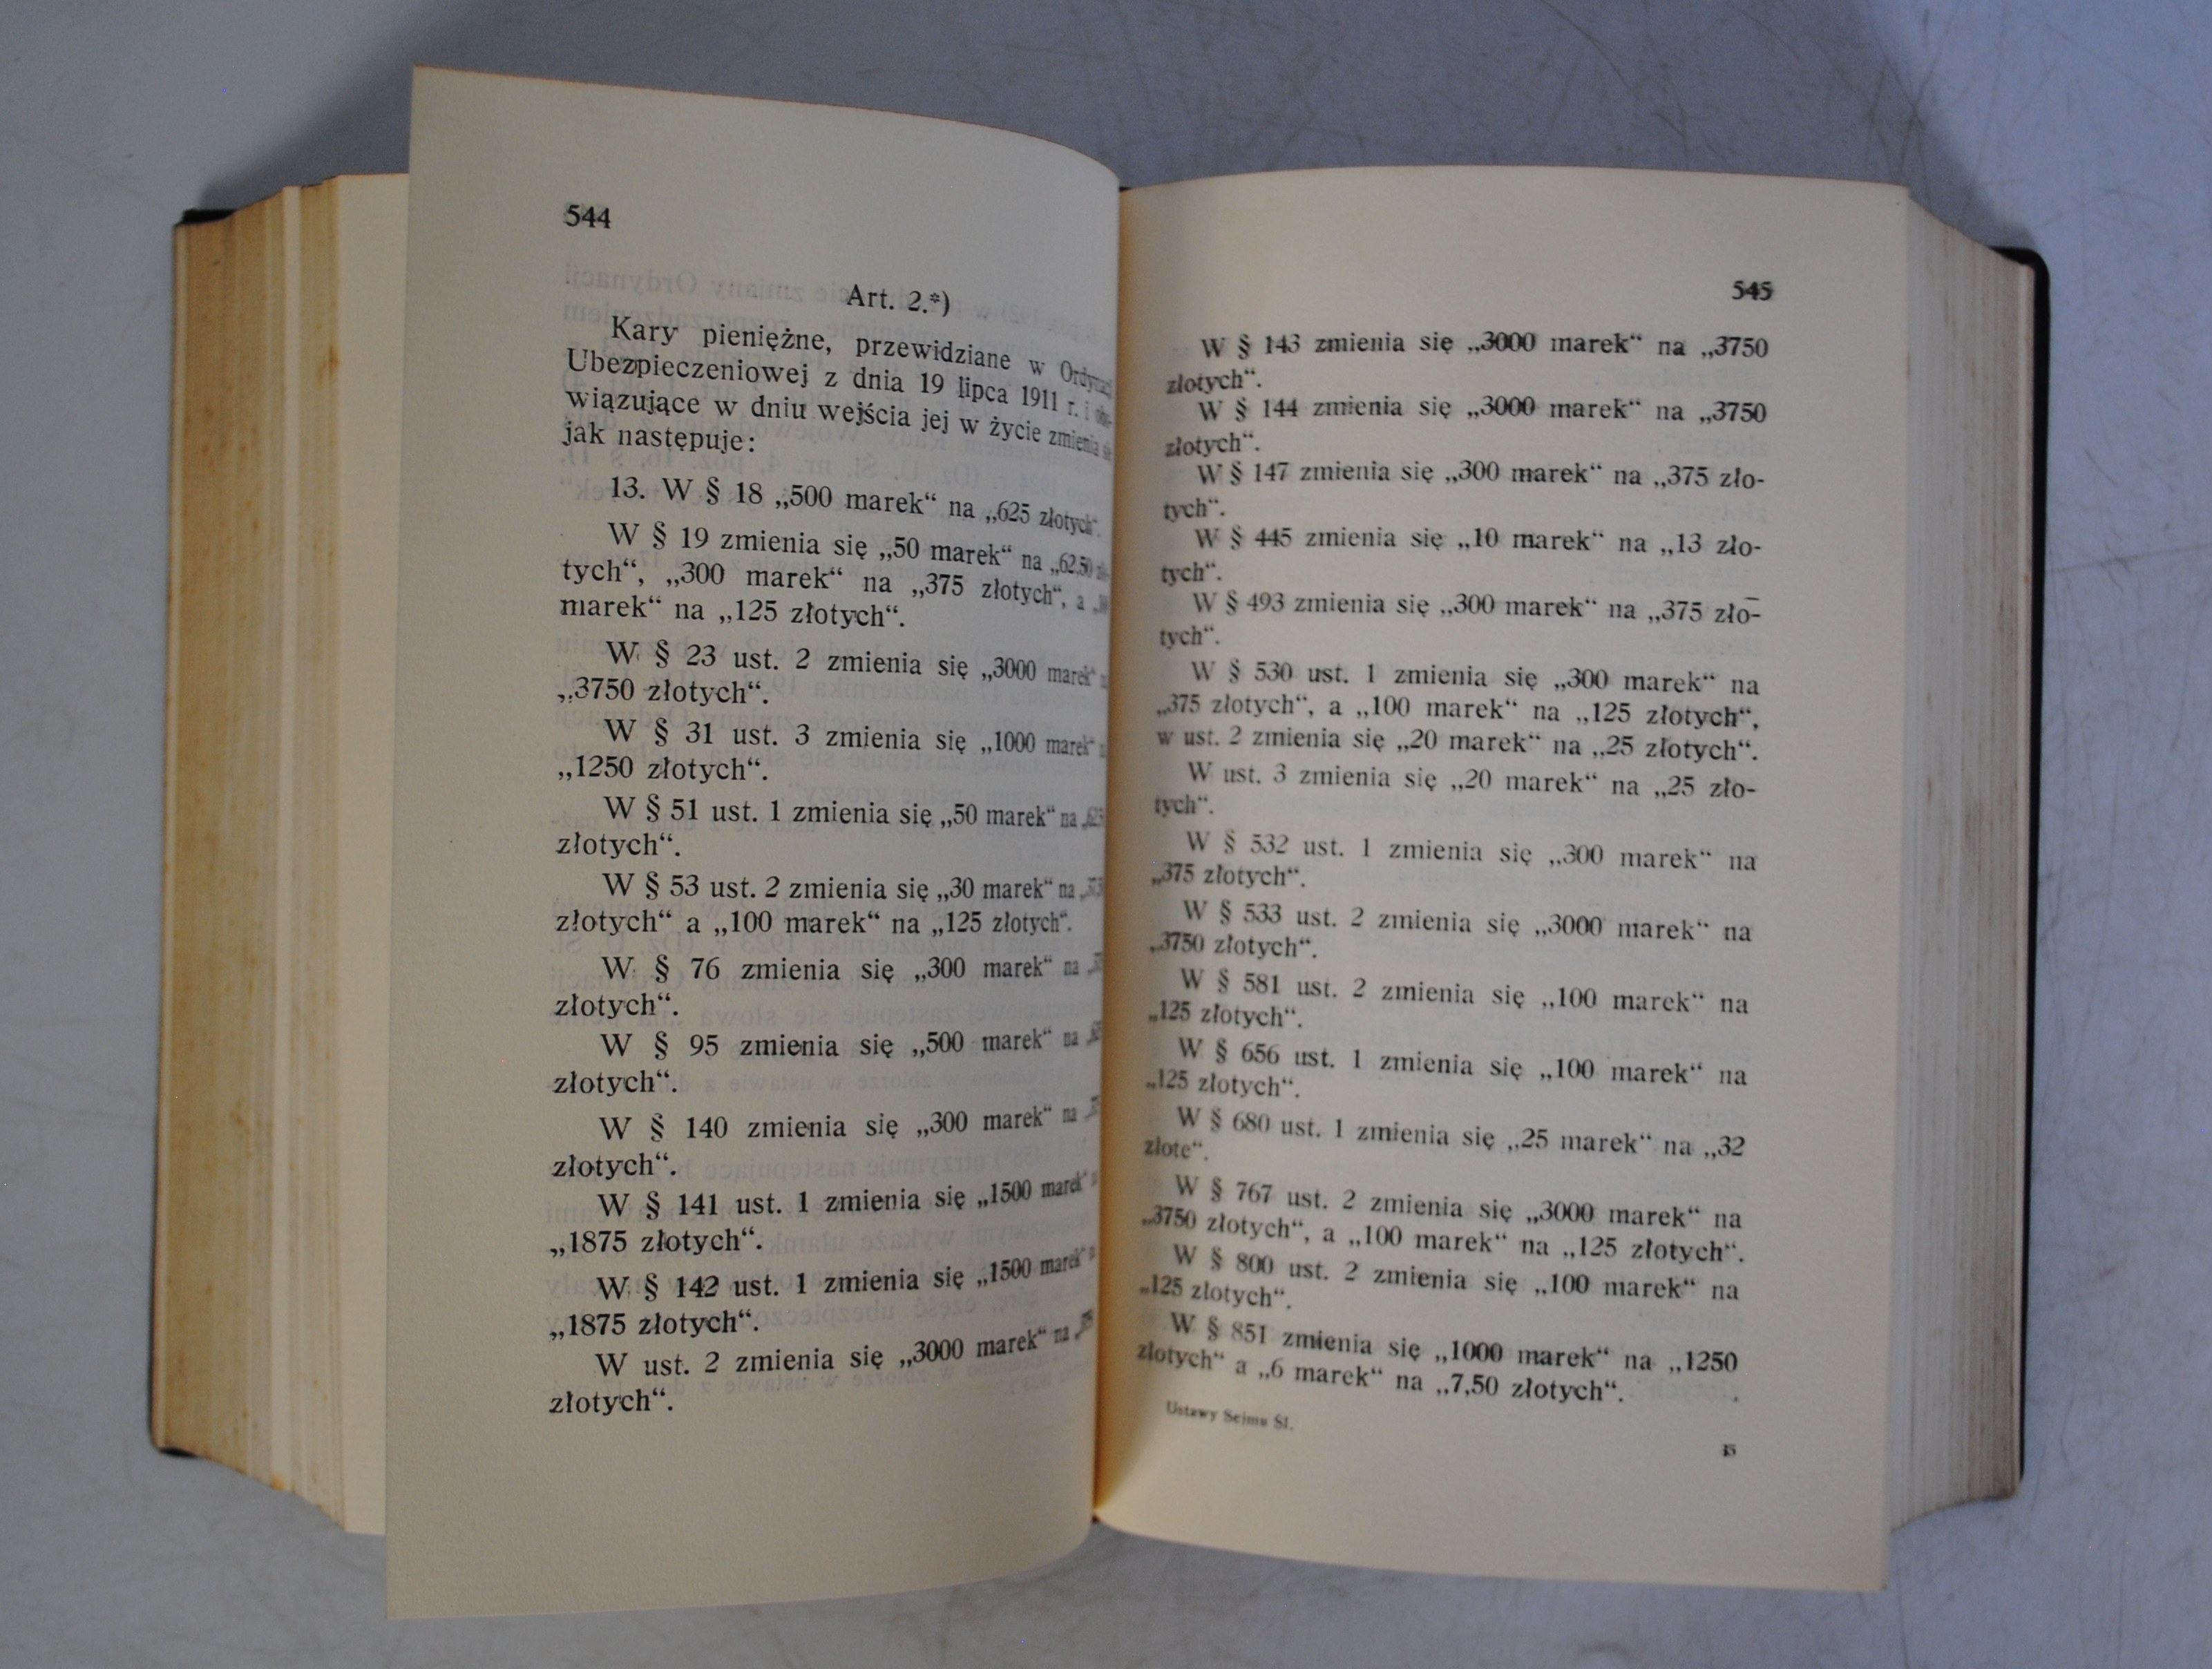 544
Art. 2.*)
Kary pieniężne, przewidziane w
Ubezpieczeniowej z dnia 19 lipca 1911 r. i
wiązujące w dniu wejścia jej w życie zmienia
jak następuje:
13. W § 18 „500 marek“ na „625 złotych“.
W § 19 zmienia się „50 marek“ na „62,50
tych“, „300 marek“ na „375 złotych“, a
marek“ na „125 złotych“.
W § 23 ust. 2 zmienia się „3000 marek“
„3750 złotych“.
W § 31 ust. 3 zmienia się „1000 marek“
„1250 złotych“.
W § 51 ust. 1 zmienia się „50 marek“ na
złotych“.
W § 53 ust. 2 zmienia się „30 marek“ na
złotych“ a „100 marek“ na „125 złotych“.
W § 76 zmienia się „300 marek“ na
złotych“.
W § 95 zmienia się „500 marek“ na
złotych“.
W § 140 zmienia się „300 marek“ na
złotych“.
W § 141 ust. 1 zmienia się „1500 marek“
„1875 złotych“.
W § 142 ust. 1 zmienia się „1500 marek“
„1875 złotych“.
W ust. 2 zmienia się „3000 marek“ na
złotych“.
545
W § 143 zmienia się „3000 marek“ na „3750
złotych“.
W § 144 zmienia się „3000 marek“ na „3750
złotych“.
W § 147 zmienia się „300 marek“ na „375 zło-
tych“.
W § 445 zmienia się „10 marek“ na „13 zło-
tych“.
W § 493 zmienia się „300 marek“ na „375 zło-
tych“.
W § 530 ust. 1 zmienia się „300 marek“ na
„375 złotych“, a „100 marek“ na „125 złotych“,
w ust. 2 zmienia się „20 marek“ na „25 złotych“.
W ust. 3 zmienia się „20 marek“ na „25 zło-
tych“.
W § 532 ust. 1 zmienia się „300 marek“ na
„375 złotych“.
W § 533 ust. 2 zmienia się „3000 marek“ na
„3750 złotych“.
W § 581 ust. 2 zmienia się „100 marek“ na
„125 złotych“.
W § 656 ust. 1 zmienia się „100 marek“ na
„125 złotych“.
W § 680 ust. 1 zmienia się „25 marek“ na „32
złote“.
W § 767 ust. 2 zmienia się „3000 marek“ na
„3750 złotych“, a „100 marek“ na „125 złotych“.
W § 800 ust. 2 zmienia się „100 marek“ na
„125 złotych“.
W § 851 zmienia się „1000 marek“ na „1250
złotych“ a „6 marek“ na „7,50 złotych“.
Ustawy Sejmu Śl.